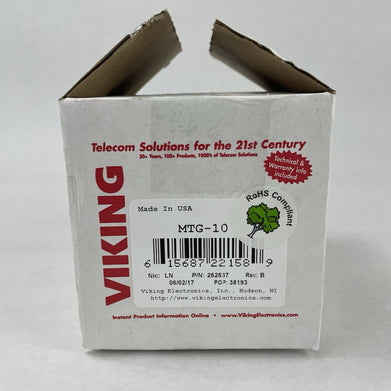 Telecom Solutions for the 21st Century
20+ Years, 100+ Products, 1000's of Telecom Solutions
Technical &
Warranty info
included
VIKING
RoHS Compliant
Made In USA
MTG-10
6 15687 22158 9
Nic: LN P/N: 262837 Rev: B
06/02/17 POP: 38193
Viking Electronics, Inc., Hudson, WI
http://www.vikingelectronics.com
Instant Product Information Online • www.VikingElectronics.com